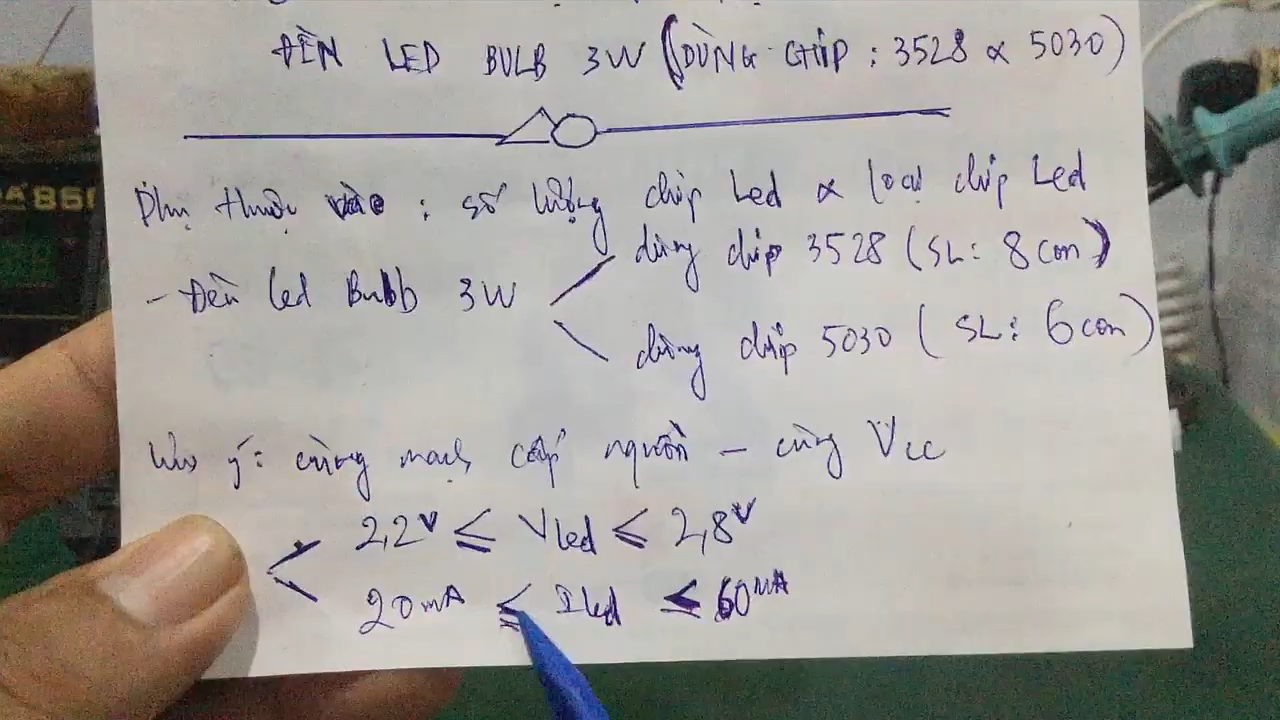 ĐÈN LED BULB 3W (DÙNG CHIP : 3528 & 5030)
Phụ thuộc vào : số lượng chip Led & loại chip Led
dùng chip 3528 (SL: 8 con)
- Đèn led Bulb 3W
dùng chip 5030 ( SL: 6 con)
Lưu ý: cùng mạch cấp nguồn - cùng Vcc
2,2V ≤ Vled ≤ 2,8V
20mA ≤ Iled ≤ 60mA